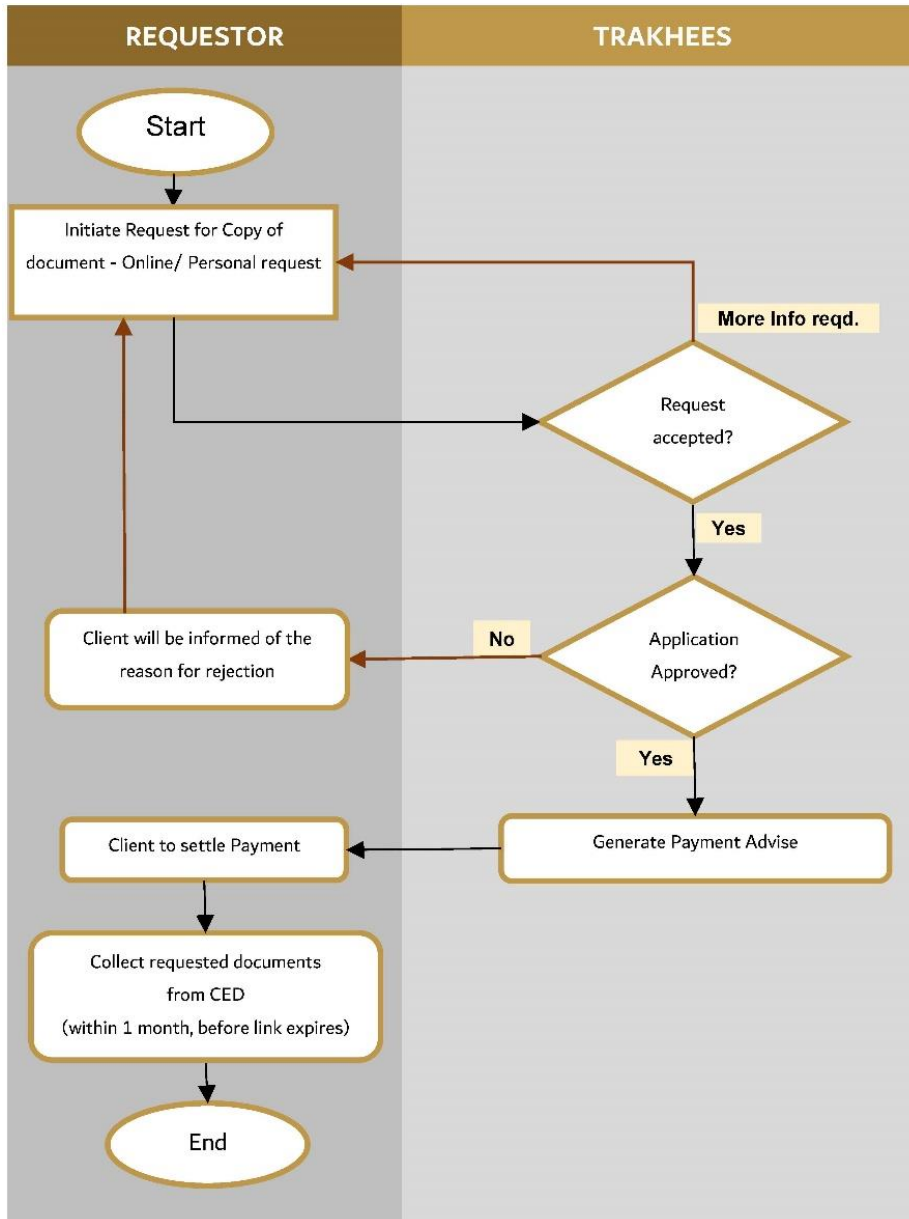 REQUESTOR
TRAKHEES
Start
Initiate Request for Copy of
document - Online/ Personal request
More Info reqd.
Request
accepted?
Yes
Application
Approved?
No
Client will be informed of the
reason for rejection
Yes
Generate Payment Advise
Client to settle Payment
Collect requested documents
from CED
(within 1 month, before link expires)
End